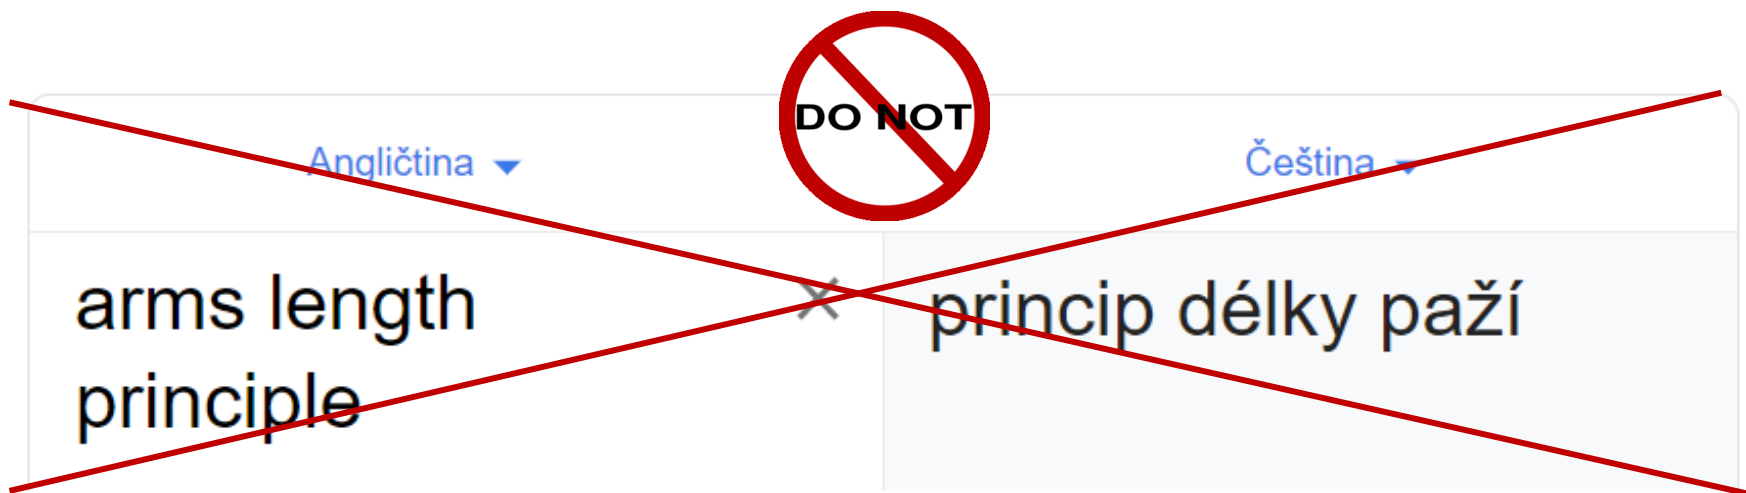 DO NOT
Angličtina
Čeština
arms length
principle
princip délky paží